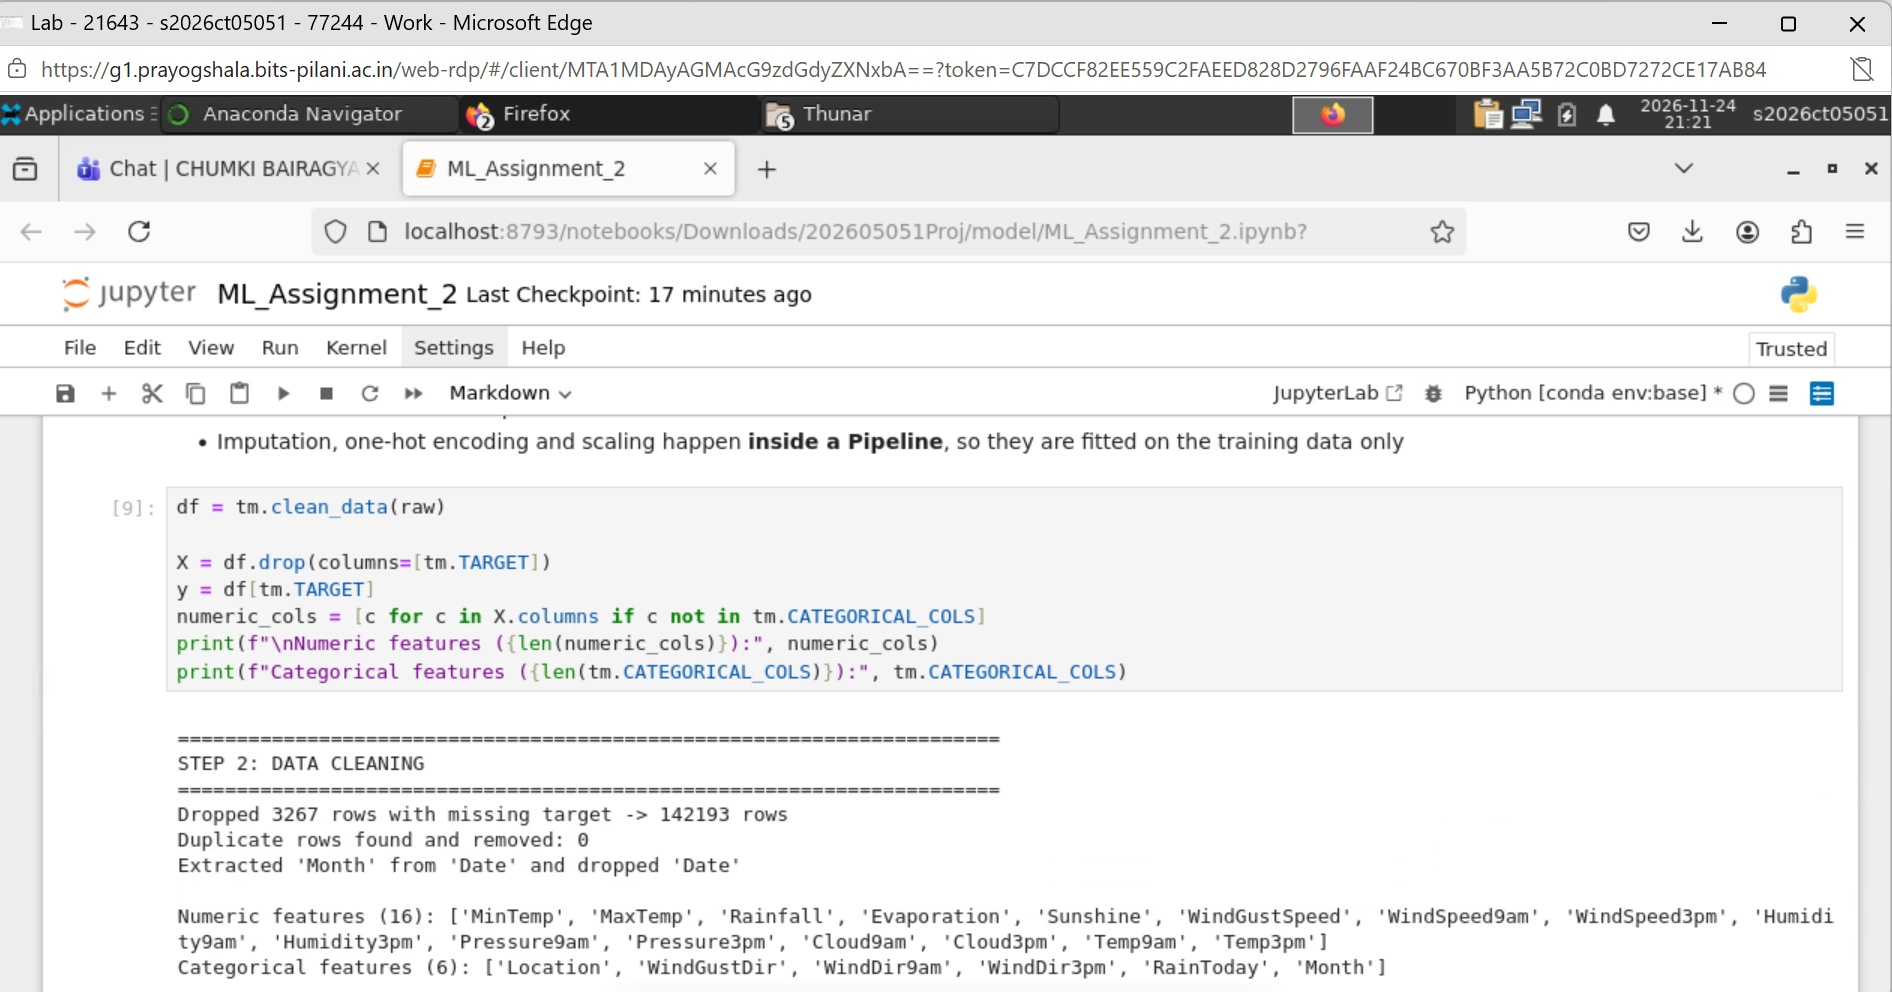 Lab - 21643 - s2026ct05051 - 77244 - Work - Microsoft Edge
https://g1.prayogshala.bits-pilani.ac.in/web-rdp/#/client/MTA1MDAyAGMAcG9zdGdyZXNxbA==?token=C7DCCF82EE559C2FAEED828D2796FAAF24BC670BF3AA5B72C0BD7272CE17AB84
Applications Anaconda Navigator 2 Firefox 5 Thunar 2026-11-24 21:21 s2026ct05051
Chat | CHUMKI BAIRAGYA ML_Assignment_2
localhost:8793/notebooks/Downloads/202605051Proj/model/ML_Assignment_2.ipynb?
jupyter ML_Assignment_2 Last Checkpoint: 17 minutes ago
File Edit View Run Kernel Settings Help Trusted
Markdown JupyterLab Python [conda env:base] *
• Imputation, one-hot encoding and scaling happen inside a Pipeline, so they are fitted on the training data only
[9]: df = tm.clean_data(raw)
X = df.drop(columns=[tm.TARGET])
y = df[tm.TARGET]
numeric_cols = [c for c in X.columns if c not in tm.CATEGORICAL_COLS]
print(f"\nNumeric features ({len(numeric_cols)}):", numeric_cols)
print(f"Categorical features ({len(tm.CATEGORICAL_COLS)}):", tm.CATEGORICAL_COLS)
======================================================================
STEP 2: DATA CLEANING
======================================================================
Dropped 3267 rows with missing target -> 142193 rows
Duplicate rows found and removed: 0
Extracted 'Month' from 'Date' and dropped 'Date'
Numeric features (16): ['MinTemp', 'MaxTemp', 'Rainfall', 'Evaporation', 'Sunshine', 'WindGustSpeed', 'WindSpeed9am', 'WindSpeed3pm', 'Humidi
ty9am', 'Humidity3pm', 'Pressure9am', 'Pressure3pm', 'Cloud9am', 'Cloud3pm', 'Temp9am', 'Temp3pm']
Categorical features (6): ['Location', 'WindGustDir', 'WindDir9am', 'WindDir3pm', 'RainToday', 'Month']